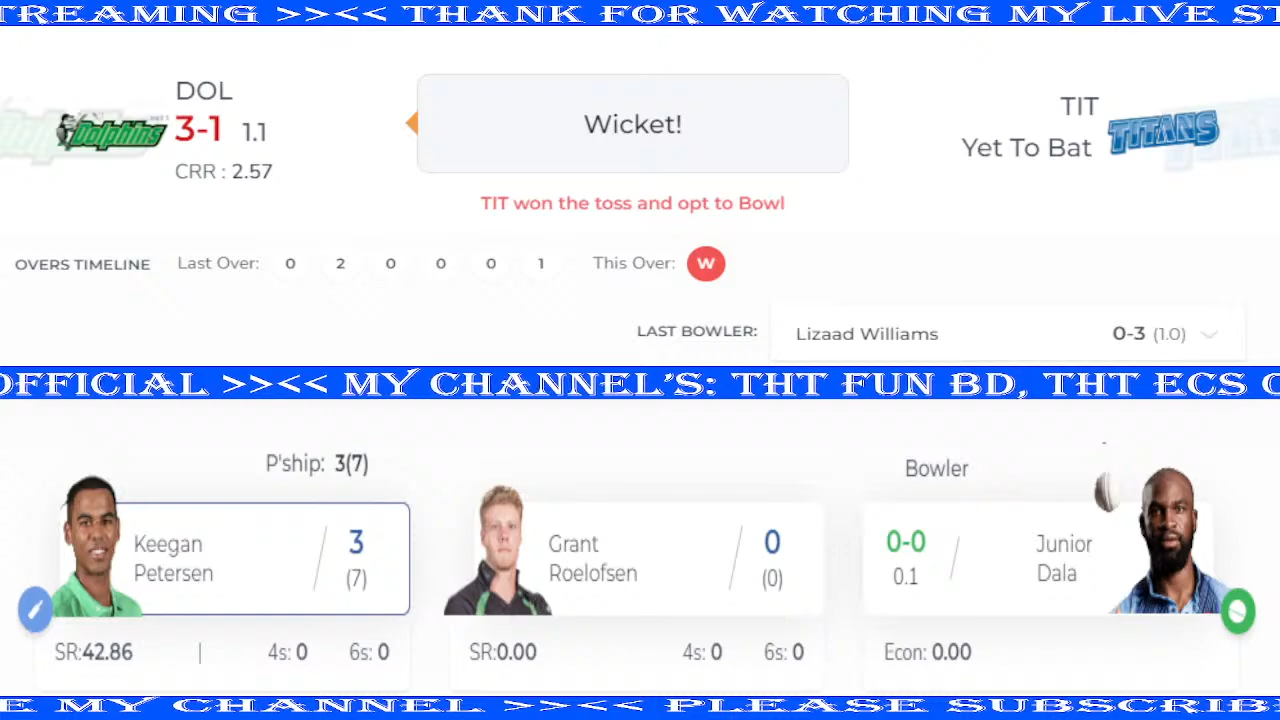 TREAMING >><< THANK FOR WATCHING MY LIVE ST
DOL
Dolphins
3-1 1.1
CRR : 2.57
Wicket!
TIT
Yet To Bat
TITANS
TIT won the toss and opt to Bowl
OVERS TIMELINE Last Over: 0 2 0 0 0 1 This Over: W
LAST BOWLER: Lizaad Williams 0-3 (1.0)
OFFICIAL >><< MY CHANNEL'S: THT FUN BD, THT ECS
P'ship: 3(7)
Bowler
Keegan
Petersen
3
(7)
Grant
Roelofsen
0
(0)
0-0
0.1
Junior
Dala
SR:42.86 | 4s: 0 6s: 0
SR:0.00 4s: 0 6s: 0
Econ: 0.00
E MY CHANNEL >><< PLEASE SUBSCRIB